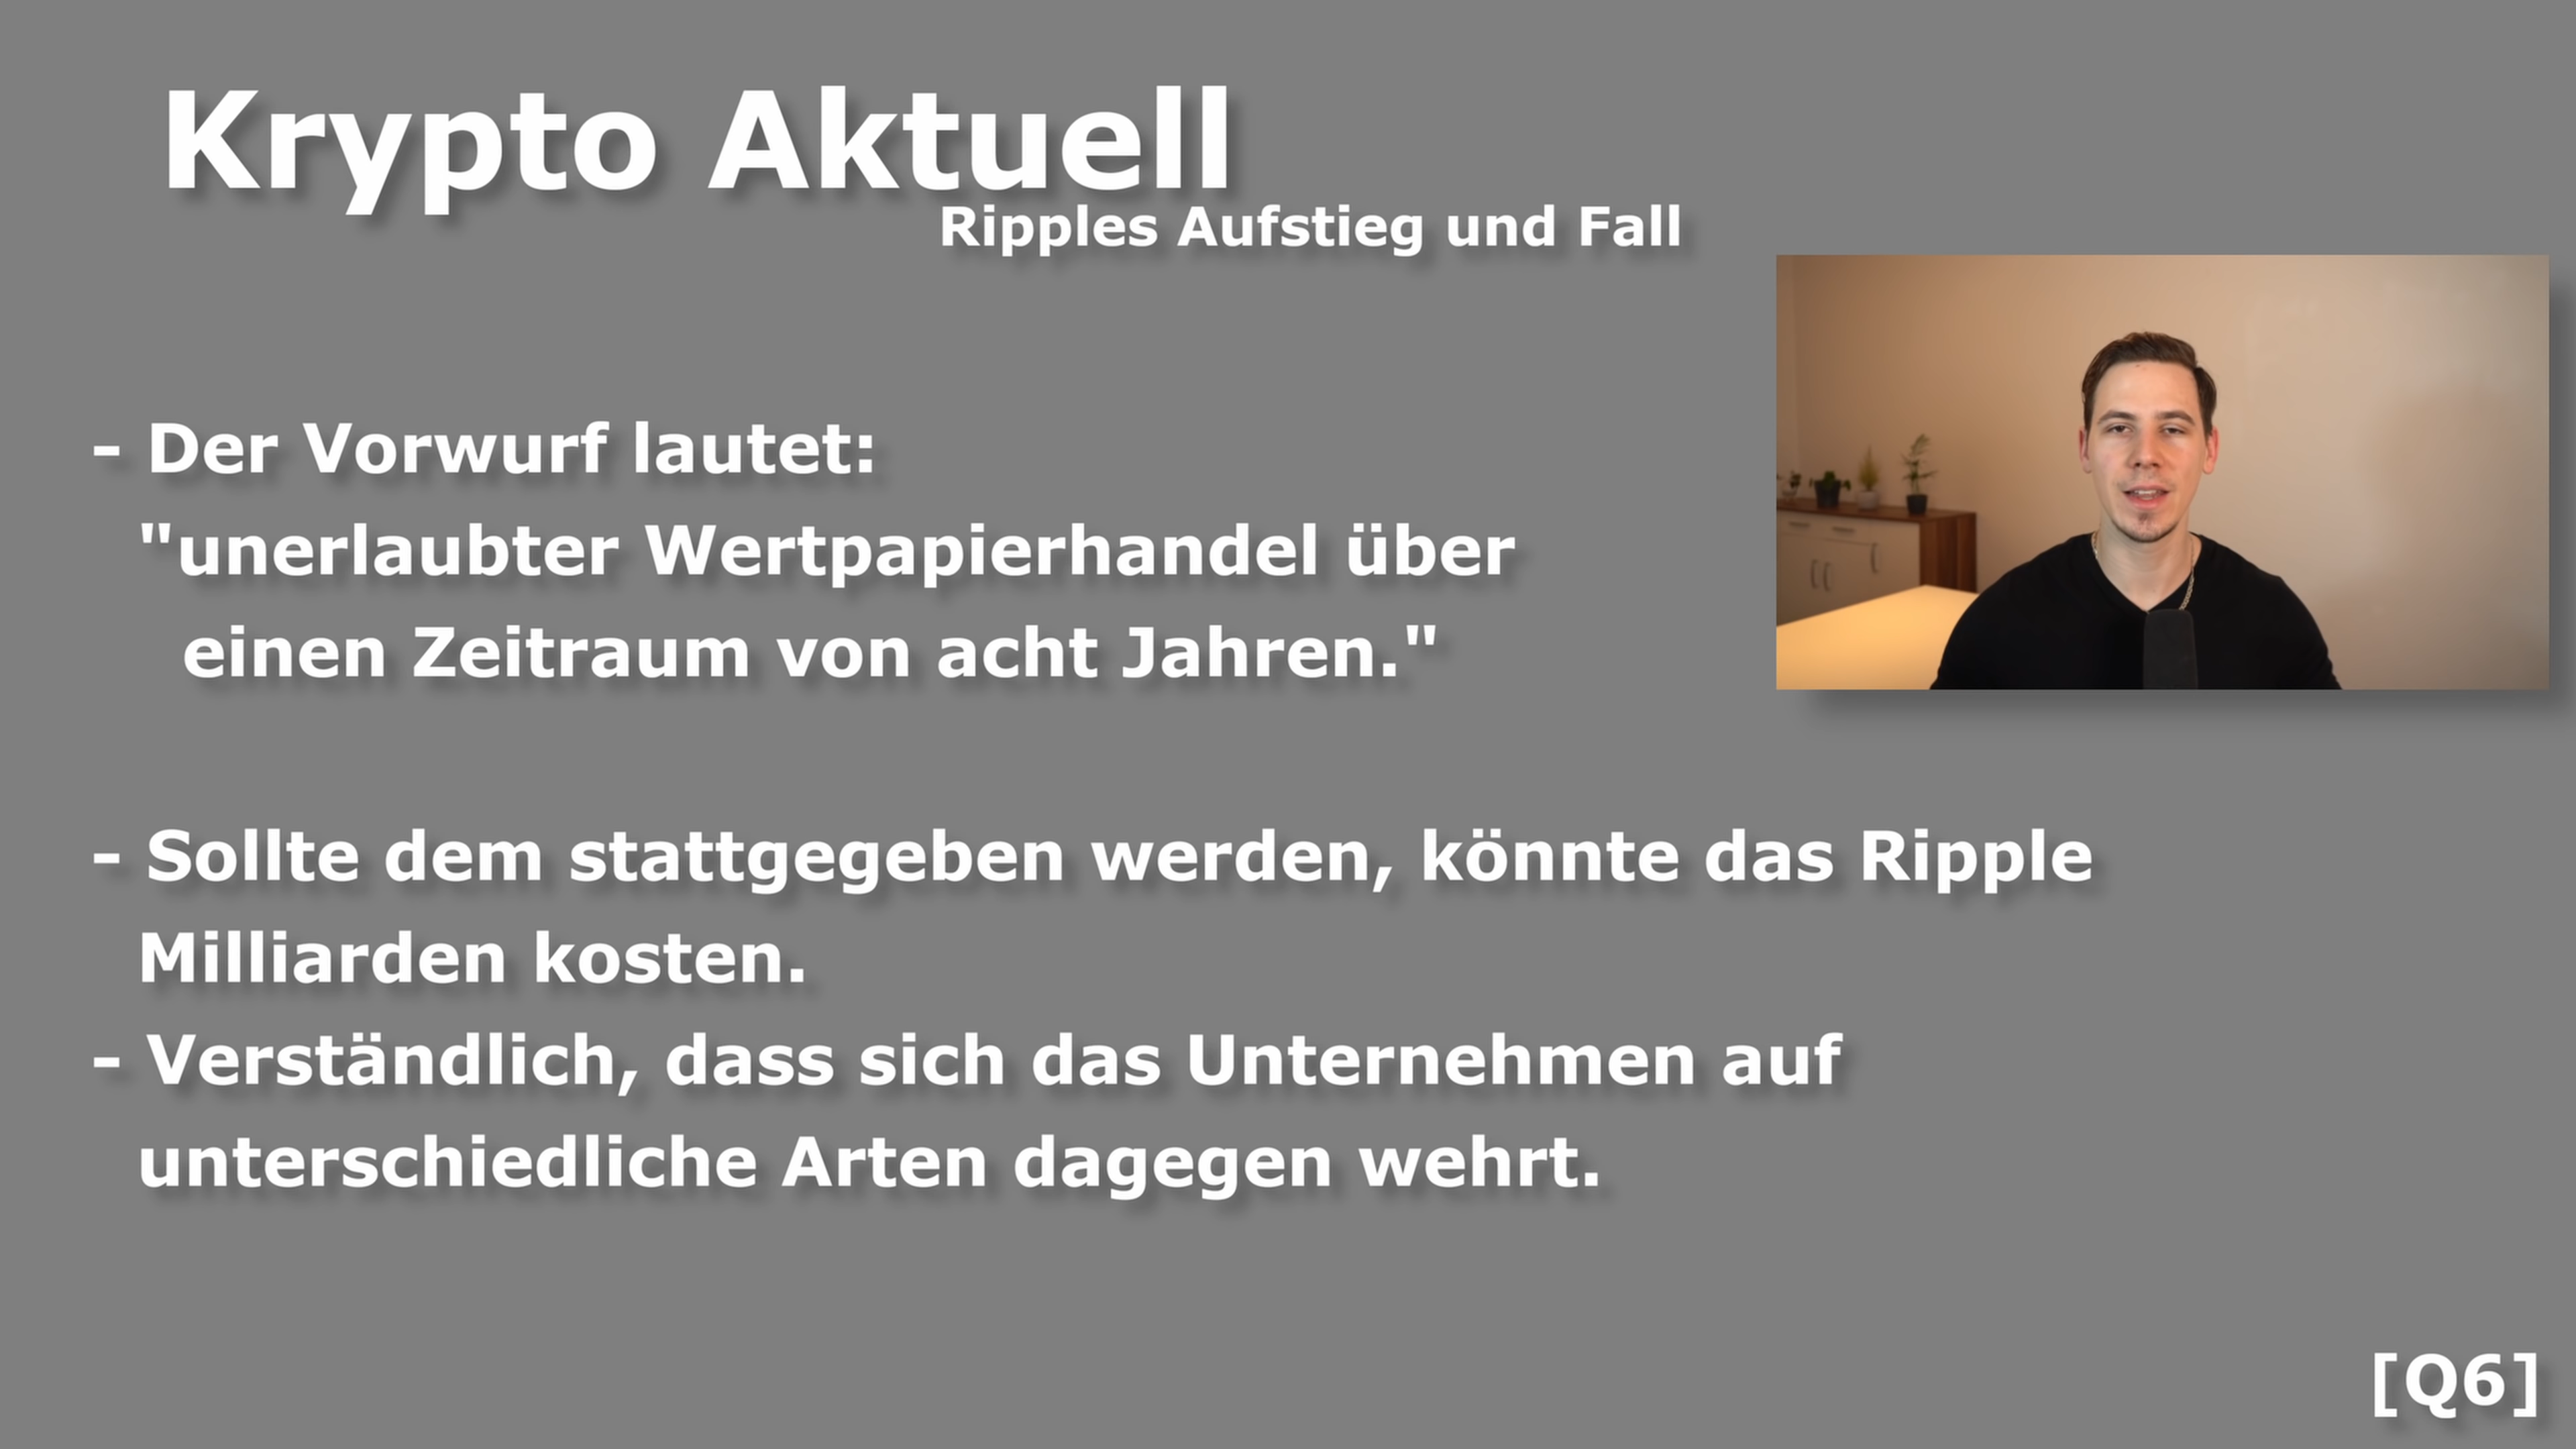 Krypto Aktuell
Ripples Aufstieg und Fall
- Der Vorwurf lautet:
"unerlaubter Wertpapierhandel über
einen Zeitraum von acht Jahren."
- Sollte dem stattgegeben werden, könnte das Ripple
Milliarden kosten.
- Verständlich, dass sich das Unternehmen auf
unterschiedliche Arten dagegen wehrt.
[Q6]